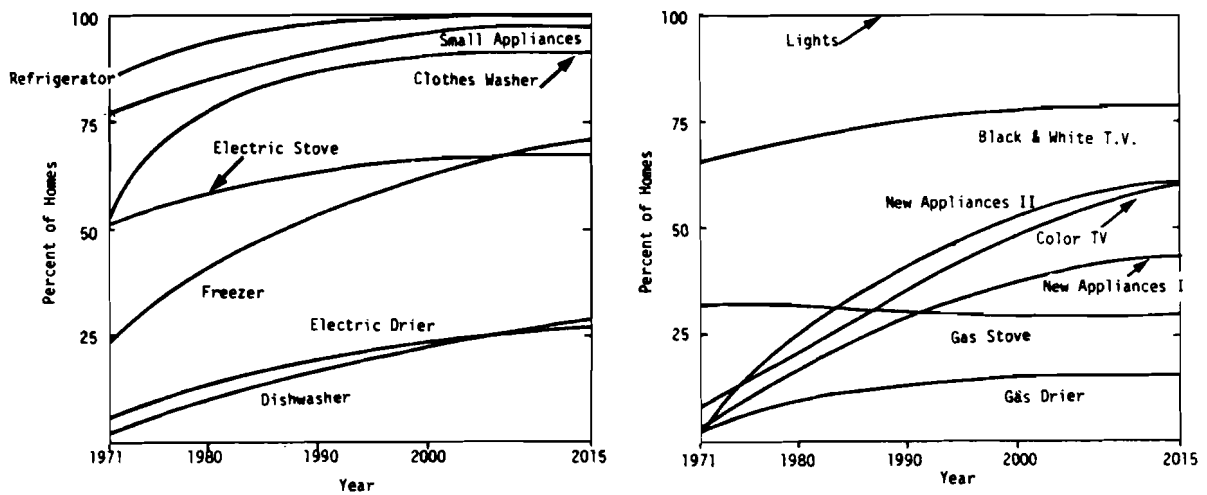 100
Small Appliances
Refrigerator
Clothes Washer
75
Electric Stove
Percent of Homes
50
Freezer
Electric Drier
25
Dishwasher
1971
1980
1990
2000
2015
Year
100
Lights
75
Black & White T.V.
New Appliances II
Percent of Homes
50
Color TV
New Appliances I
25
Gas Stove
Gas Drier
1971
1980
1990
2000
2015
Year